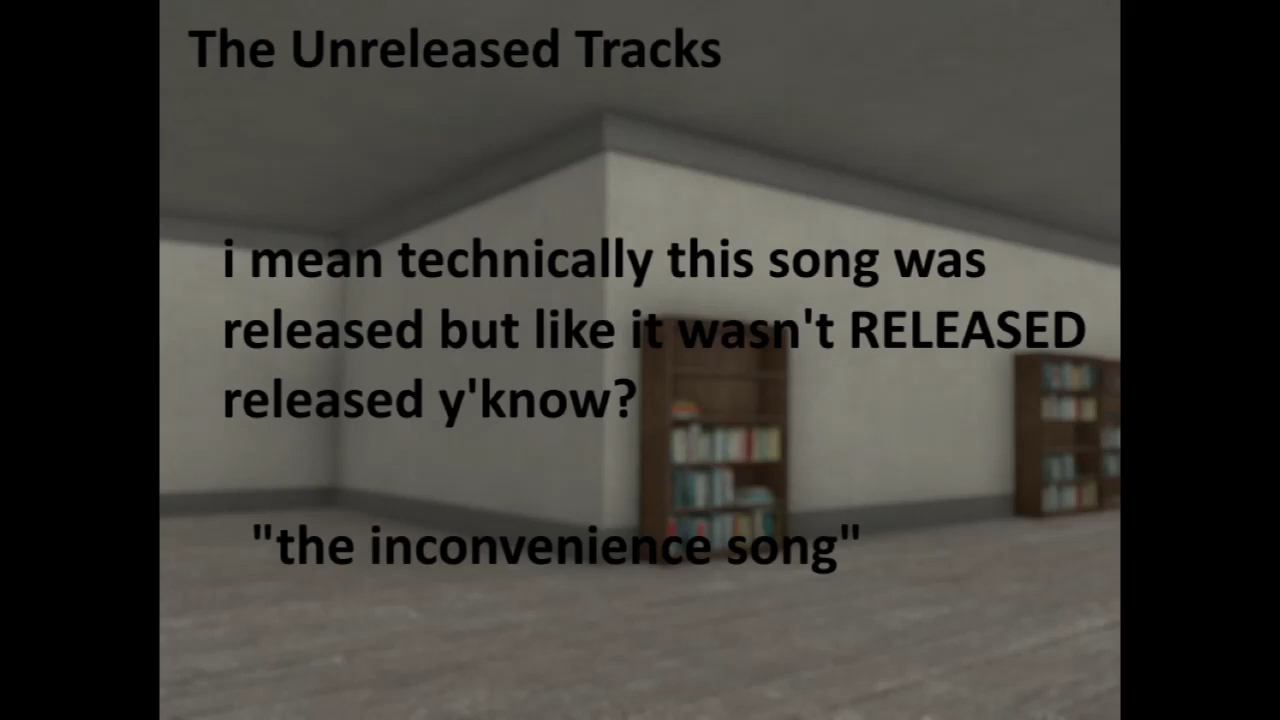 The Unreleased Tracks
i mean technically this song was
released but like it wasn't RELEASED
released y'know?
"the inconvenience song"